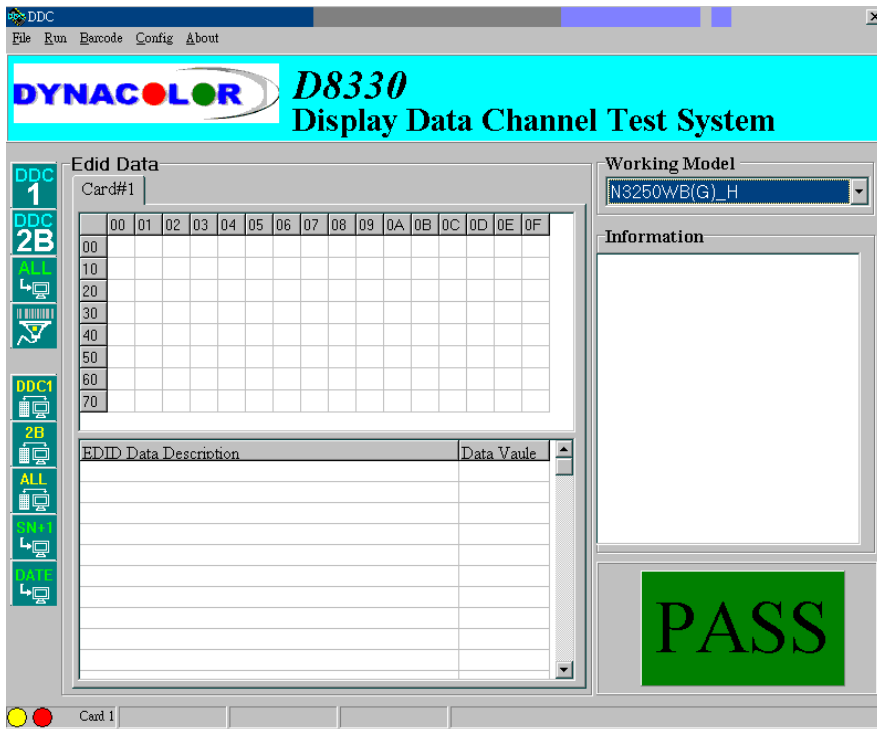 DDC
File Run Barcode Config About
DYNACOLOR
D8330
Display Data Channel Test System
DDC
1
DDC
2B
ALL
DDC1
2B
ALL
SN+1
DATE
Edid Data
Card#1
00 01 02 03 04 05 06 07 08 09 0A 0B 0C 0D 0E 0F
00
10
20
30
40
50
60
70
EDID Data Description Data Vaule
Working Model
N3250WB(G)_H
Information
PASS
Card 1